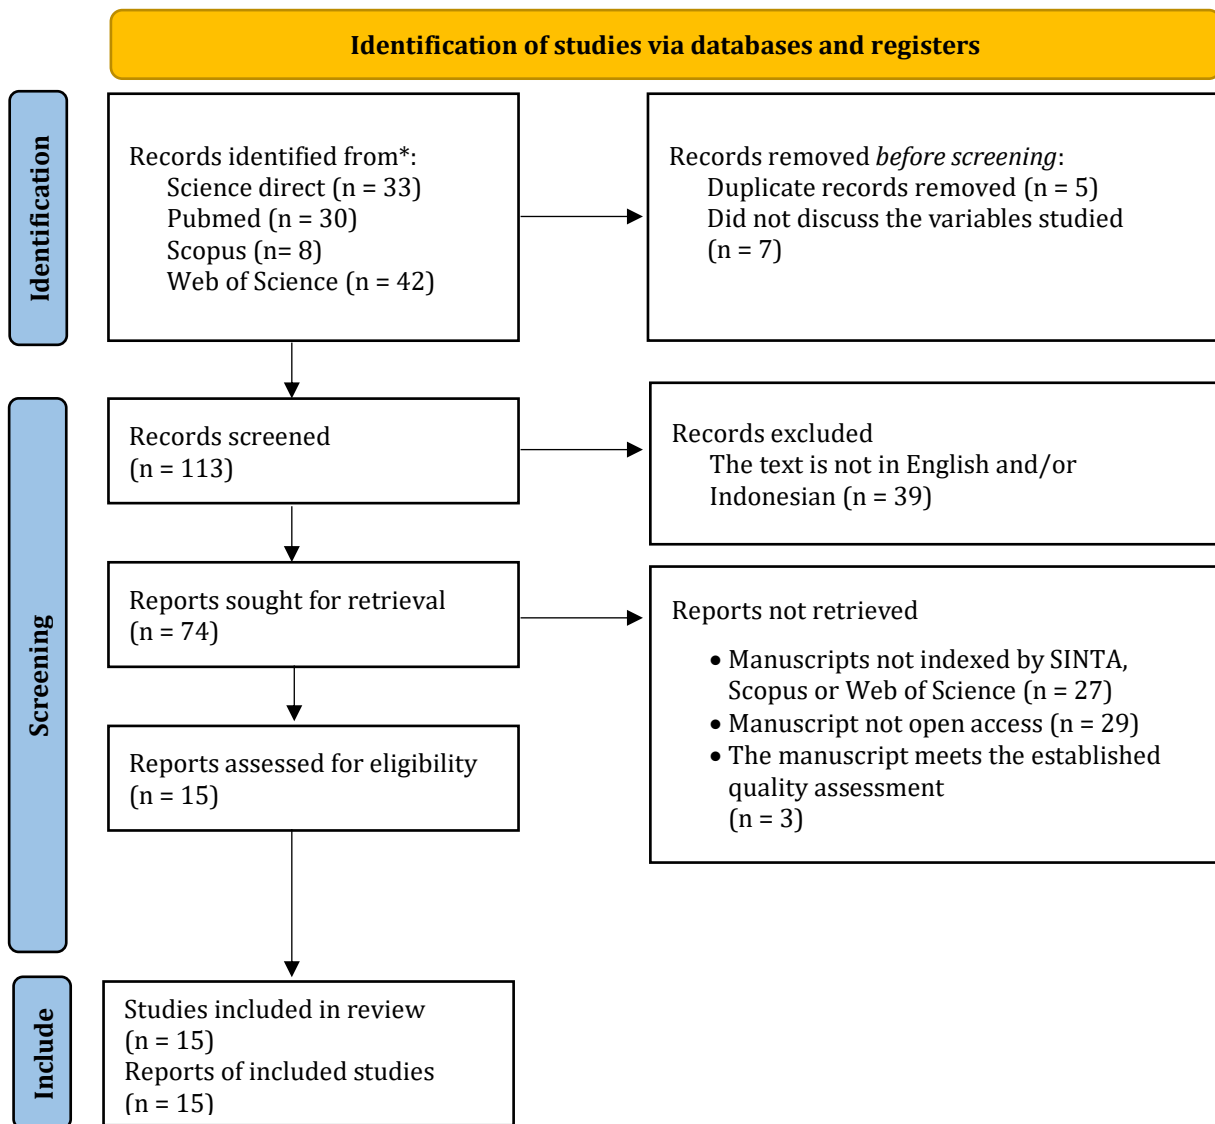 Identification of studies via databases and registers
Identification
Records identified from*:
Science direct (n = 33)
Pubmed (n = 30)
Scopus (n= 8)
Web of Science (n = 42)
Records removed before screening:
Duplicate records removed (n = 5)
Did not discuss the variables studied
(n = 7)
Screening
Records screened
(n = 113)
Records excluded
The text is not in English and/or
Indonesian (n = 39)
Reports sought for retrieval
(n = 74)
Reports not retrieved
• Manuscripts not indexed by SINTA,
Scopus or Web of Science (n = 27)
• Manuscript not open access (n = 29)
• The manuscript meets the established
quality assessment
(n = 3)
Reports assessed for eligibility
(n = 15)
Include
Studies included in review
(n = 15)
Reports of included studies
(n = 15)